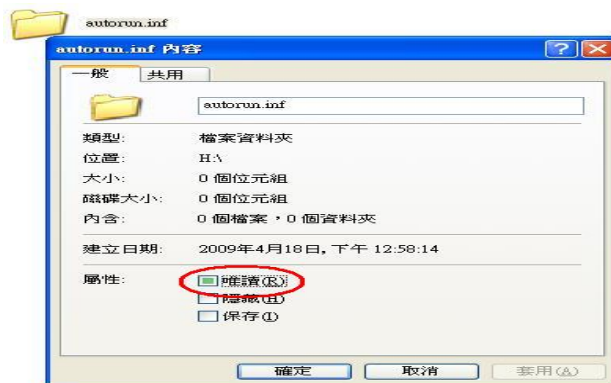 autorun.inf
autorun.inf 內容
一般 共用
autorun.inf
類型: 檔案資料夾
位置: H:\
大小: 0 個位元組
磁碟大小: 0 個位元組
內含: 0 個檔案，0 個資料夾
建立日期: 2009年4月18日, 下午 12:58:14
屬性: 唯讀(R)
隱藏(H)
保存(I)
確定 取消 套用(A)